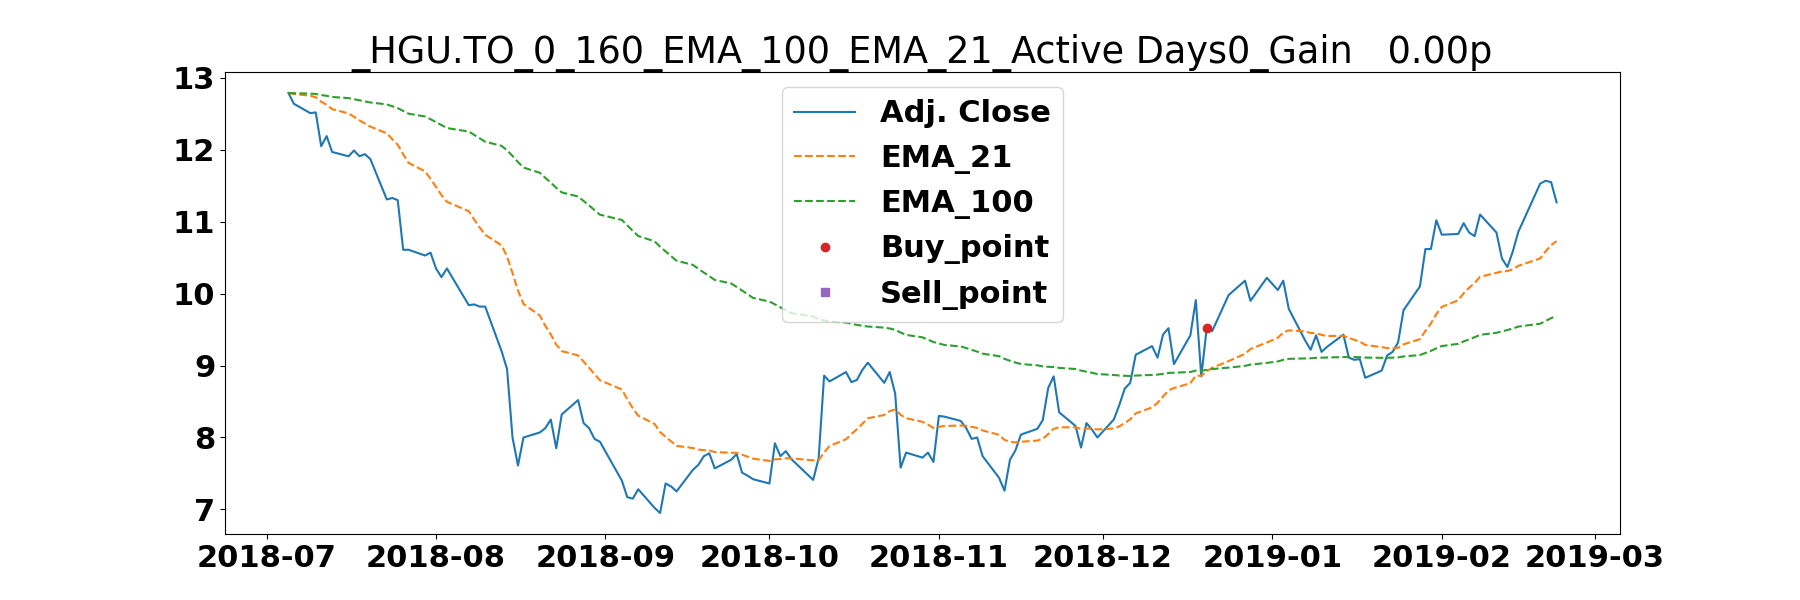 _HGU.TO_0_160_EMA_100_EMA_21_Active Days0_Gain   0.00p
13
12
11
10
9
8
7
Adj. Close
EMA_21
EMA_100
Buy_point
Sell_point
2018-07 2018-08 2018-09 2018-10 2018-11 2018-12 2019-01 2019-02 2019-03